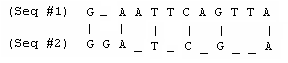 (Seq #1) G _ A A T T C A G T T A
| | | | | |
(Seq #2) G G A _ T _ C _ G _ _ A